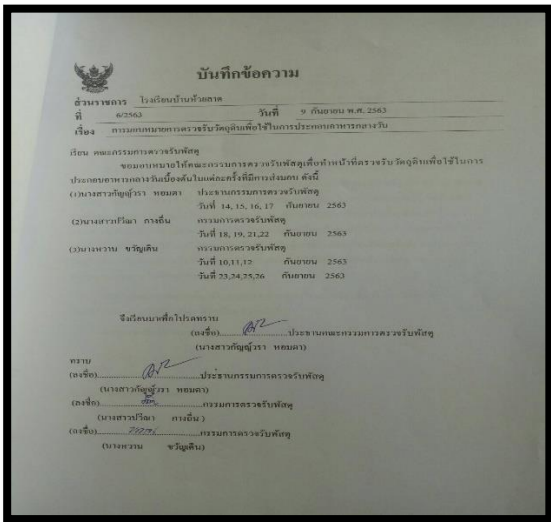 บันทึกข้อความ
ส่วนราชการ โรงเรียนบ้านห้วยลาด
ที่ 6/2563 วันที่ 9 กันยายน พ.ศ. 2563
เรื่อง การมอบหมายการตรวจรับวัตถุดิบเพื่อใช้ในการประกอบอาหารกลางวัน
เรียน คณะกรรมการตรวจรับพัสดุ
ขอมอบหมายให้คณะกรรมการตรวจรับพัสดุเพื่อทำหน้าที่ตรวจรับวัตถุดิบเพื่อใช้ในการ
ประกอบอาหารกลางวันเบื้องต้นในแต่ละครั้งที่มีการส่งมอบ ดังนี้
(1)นางสาวกัญญ์วรา หอมดา ประธานกรรมการตรวจรับพัสดุ
วันที่ 14, 15, 16, 17 กันยายน 2563
(2)นางสาวปวีณา กางถิ่น กรรมการตรวจรับพัสดุ
วันที่ 18, 19, 21,22 กันยายน 2563
(3)นางหวาน ขวัญเดิน กรรมการตรวจรับพัสดุ
วันที่ 10,11,12 กันยายน 2563
วันที่ 23,24,25,26 กันยายน 2563
จึงเรียนมาเพื่อโปรดทราบ
(ลงชื่อ)....................ประธานคณะกรรมการตรวจรับพัสดุ
(นางสาวกัญญ์วรา หอมดา)
ทราบ
(ลงชื่อ)....................ประธานกรรมการตรวจรับพัสดุ
(นางสาวกัญญ์วรา หอมดา)
(ลงชื่อ)....................กรรมการตรวจรับพัสดุ
(นางสาวปวีณา กางถิ่น )
(ลงชื่อ)....................กรรมการตรวจรับพัสดุ
(นางหวาน ขวัญเดิน)